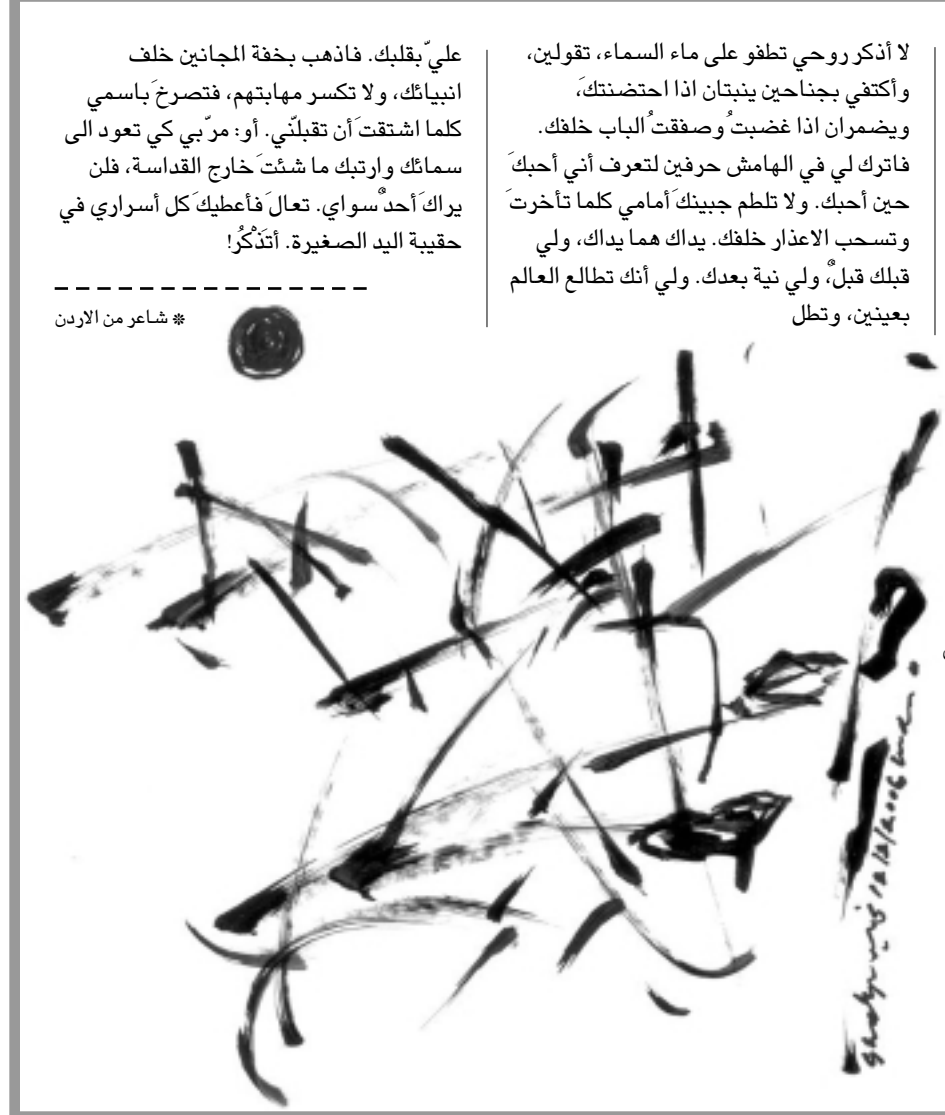 لا أذكر روحي تطفو على ماء السماء، تقولين،
وأكتفي بجناحين ينبتان اذا احتضنتكَ،
ويضمران اذا غضبتُ وصفقتُ الباب خلفك.
فاترك لي في الهامش حرفين لتعرف أني أحبكَ
حين أحبك. ولا تلطم جبينكَ أمامي كلما تأخرتَ
وتسحب الاعذار خلفك. يداك هما يداك، ولي
قبلك قبلٌ، ولي نية بعدك. ولي أنك تطالع العالم
بعينين، وتطل
عليّ بقلبك. فاذهب بخفة المجانين خلف
انبيائك، ولا تكسر مهابتهم، فتصرخَ باسمي
كلما اشتقتَ أن تقبلنّي. أو: مرّ بي كي تعود الى
سمائك وارتبك ما شئتَ خارج القداسة، فلن
يراكَ أحدٌ سواي. تعالَ فأعطيكَ كل أسراري في
حقيبة اليد الصغيرة. أتَذْكُرُ!
❊ شاعر من الاردن
12/12/2006